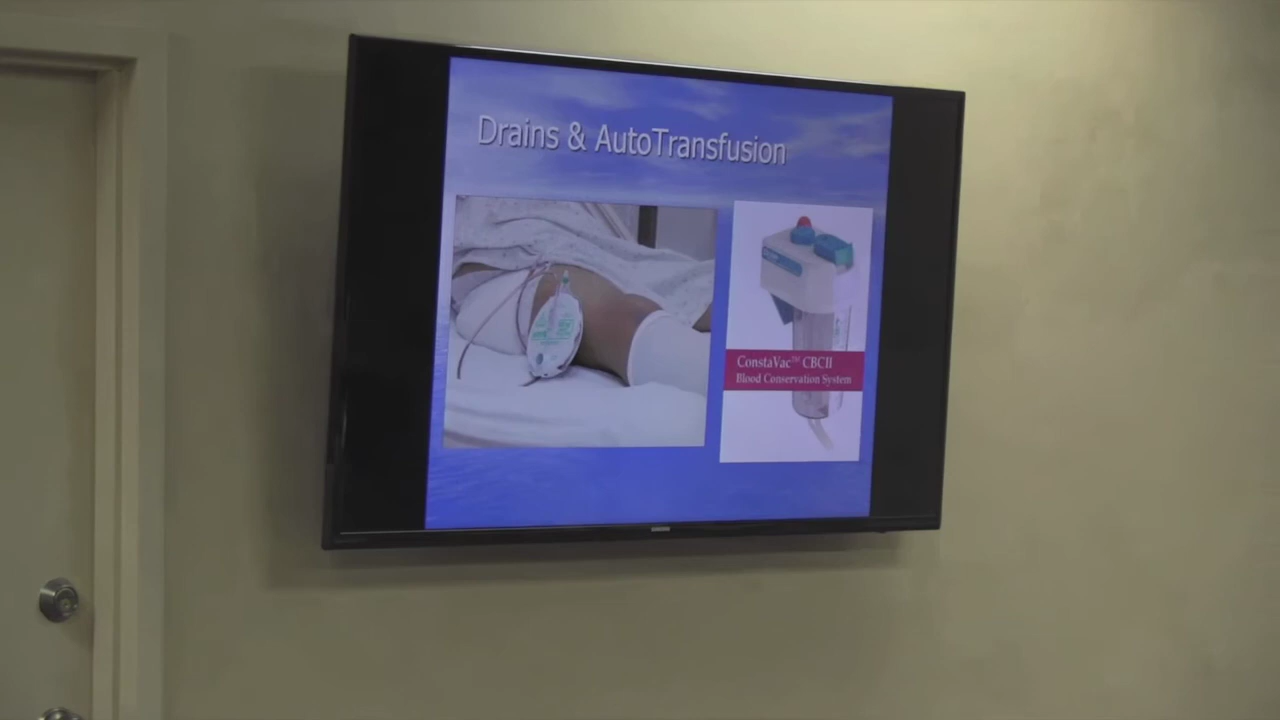 Drains & AutoTransfusion
ConstaVac™ CBCII
Blood Conservation System